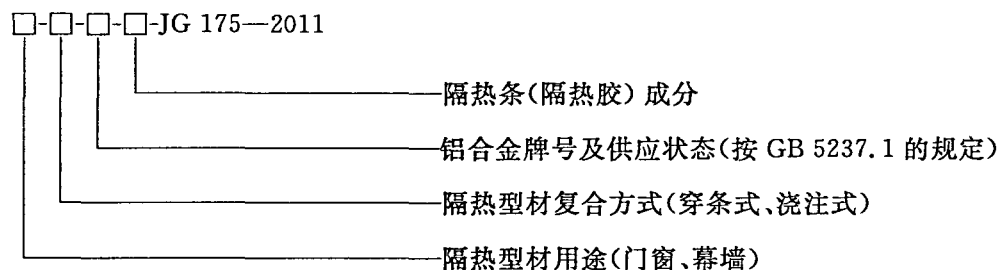 □-□-□-□-JG 175—2011
隔热条(隔热胶)成分
铝合金牌号及供应状态(按 GB 5237.1 的规定)
隔热型材复合方式(穿条式、浇注式)
隔热型材用途(门窗、幕墙)